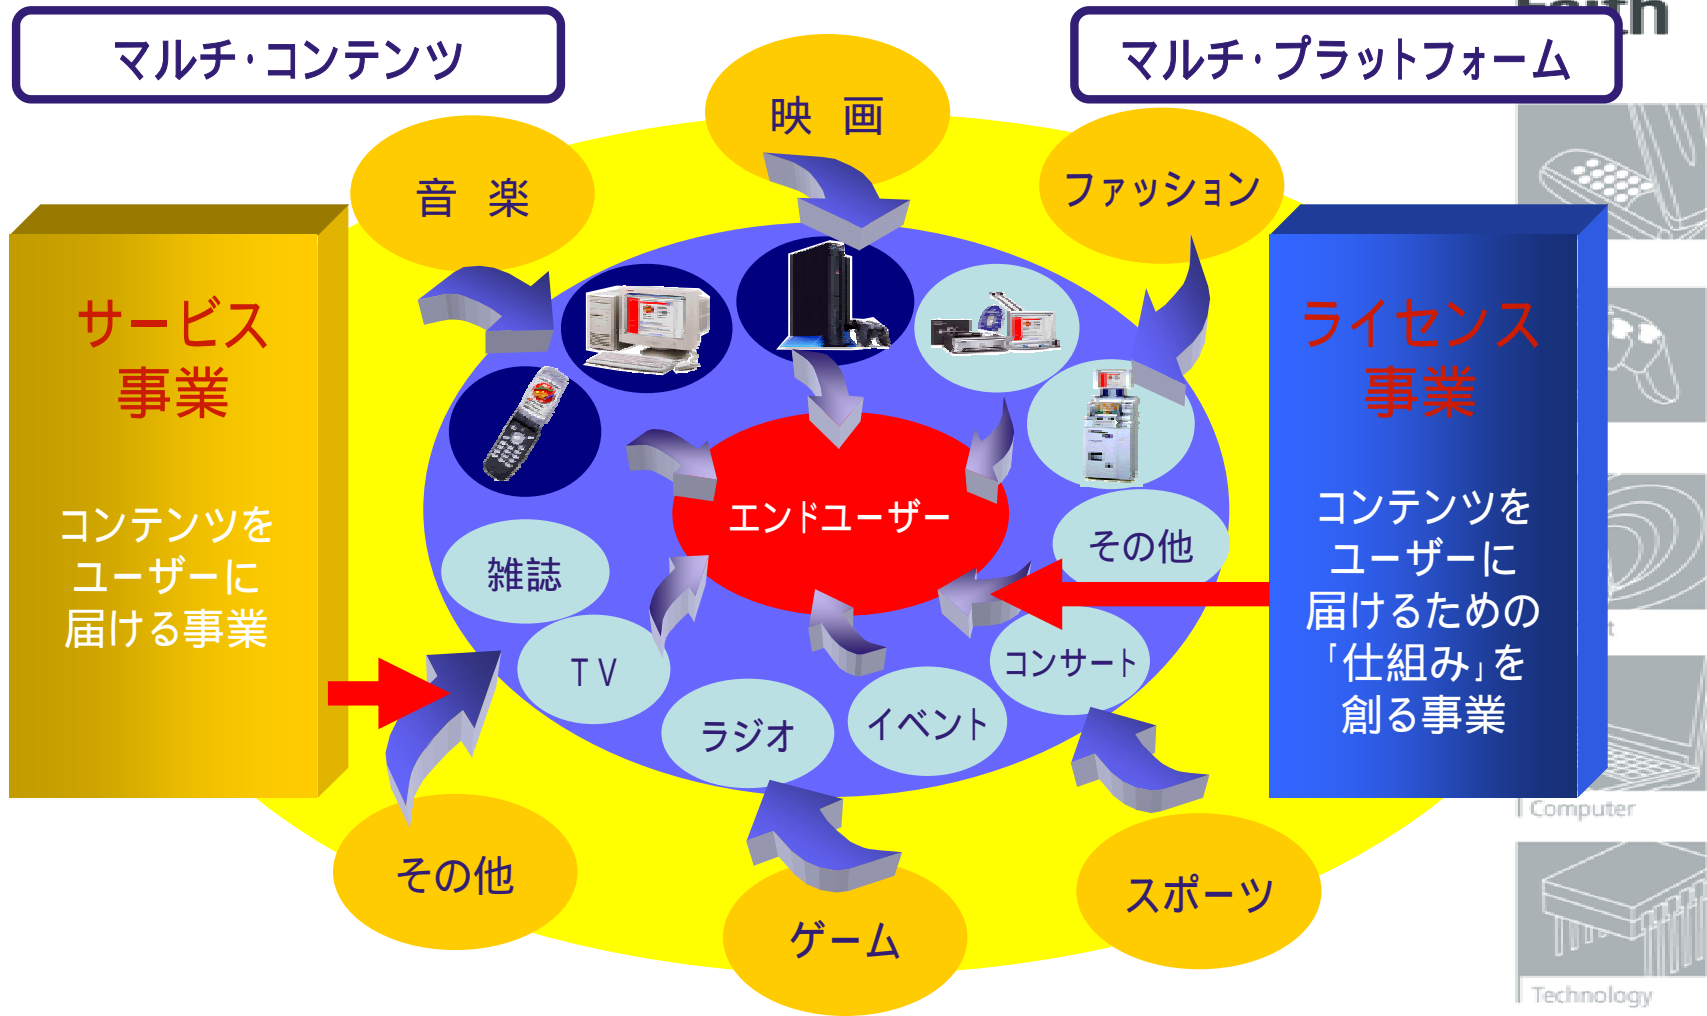 マルチ・コンテンツ
マルチ・プラットフォーム
映 画
音 楽
ファッション
サービス
事業
コンテンツを
ユーザーに
届ける事業
ライセンス
事業
コンテンツを
ユーザーに
届けるための
「仕組み」を
創る事業
エンドユーザー
雑誌
その他
TV
コンサート
ラジオ
イベント
その他
ゲーム
スポーツ
Computer
Technology